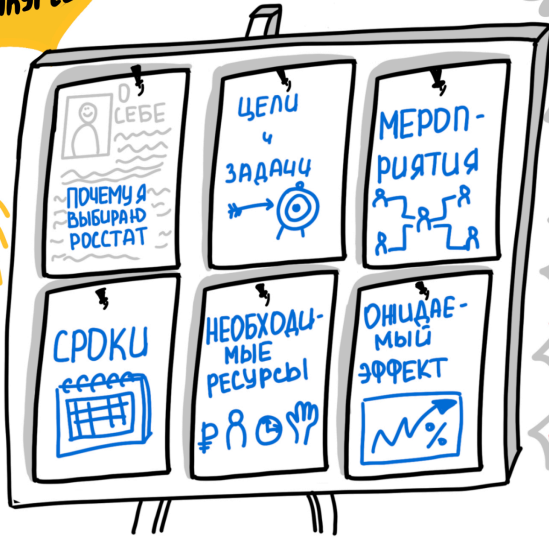 О
СЕБЕ
ПОЧЕМУ Я
ВЫБИРАЮ
РОССТАТ
ЦЕЛИ
И
ЗАДАЧИ
МЕРОП-
РИЯТИЯ
СРОКИ
НЕОБХОДИ-
МЫЕ
РЕСУРСЫ
₽
ОЖИДАЕ-
МЫЙ
ЭФФЕКТ
%